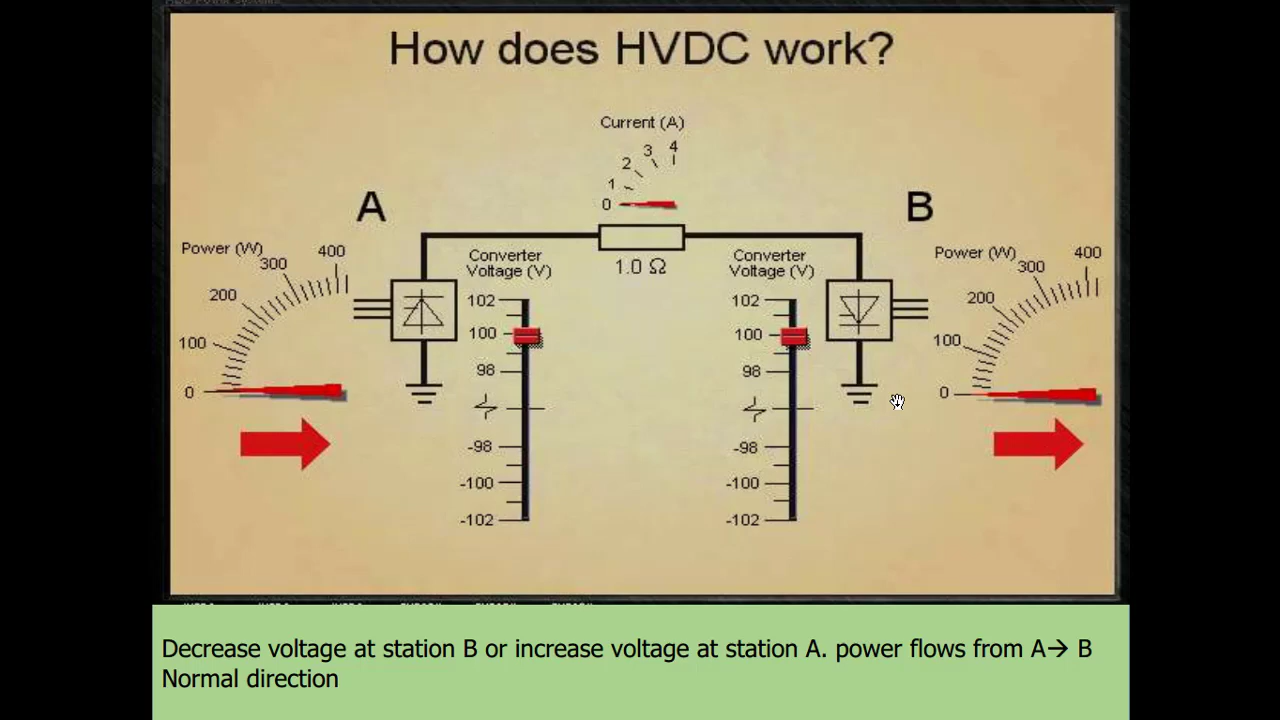 How does HVDC work?
Current (A)
4
3
2
1
0
A
B
Power (W)
400
300
200
100
0
Converter
Voltage (V)
102
100
98
-98
-100
-102
1.0 Ω
Converter
Voltage (V)
102
100
98
-98
-100
-102
Power (W)
400
300
200
100
0
Decrease voltage at station B or increase voltage at station A. power flows from A→ B
Normal direction